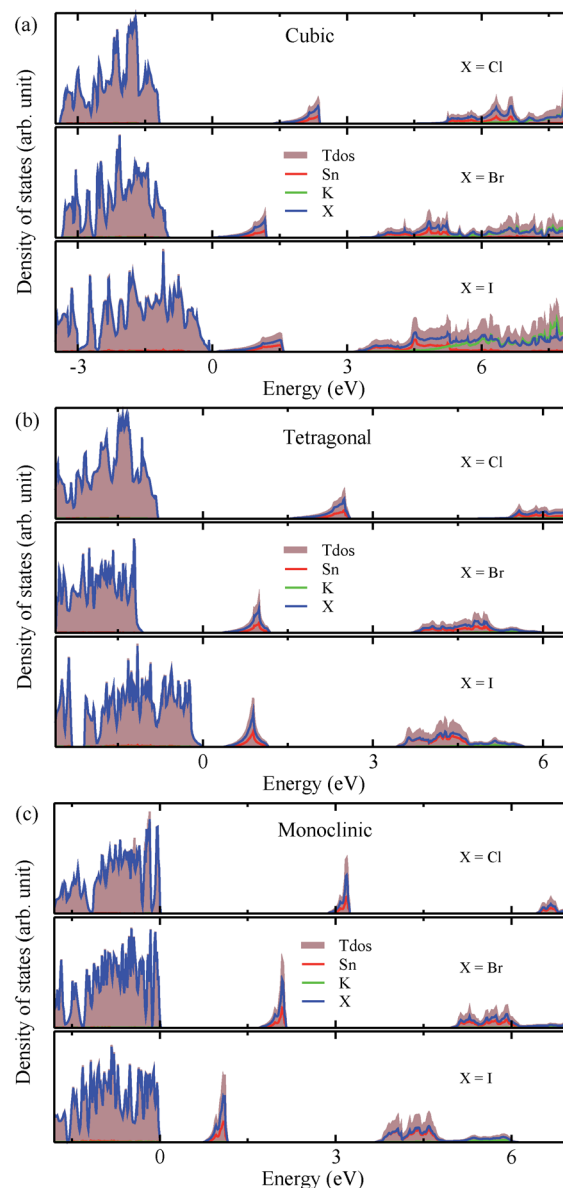 (a)
Cubic
X = Cl
Tdos
Sn
K
X
X = Br
X = I
Density of states (arb. unit)
-3 0 3 6
Energy (eV)
(b)
Tetragonal
X = Cl
Tdos
Sn
K
X
X = Br
X = I
Density of states (arb. unit)
0 3 6
Energy (eV)
(c)
Monoclinic
X = Cl
Tdos
Sn
K
X
X = Br
X = I
Density of states (arb. unit)
0 3 6
Energy (eV)